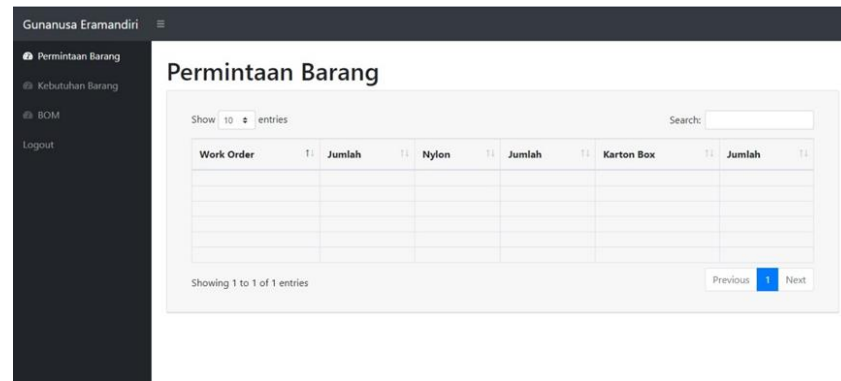 Gunanusa Eramandiri
Permintaan Barang
Kebutuhan Barang
BOM
Logout
Permintaan Barang
Show 10 entries
Search:
Work Order Jumlah Nylon Jumlah Karton Box Jumlah
Showing 1 to 1 of 1 entries
Previous 1 Next